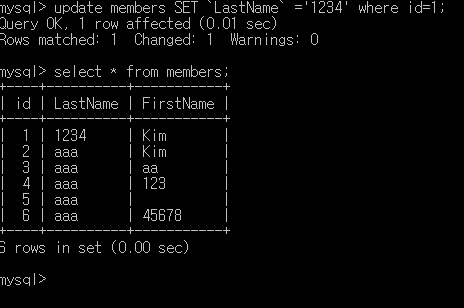 mysql> update members SET `LastName` ='1234' where id=1;
Query OK, 1 row affected (0.01 sec)
Rows matched: 1  Changed: 1  Warnings: 0

mysql> select * from members;
+----+----------+-----------+
| id | LastName | FirstName |
+----+----------+-----------+
|  1 | 1234     | Kim       |
|  2 | aaa      | Kim       |
|  3 | aaa      | aa        |
|  4 | aaa      | 123       |
|  5 | aaa      |           |
|  6 | aaa      | 45678     |
+----+----------+-----------+
6 rows in set (0.00 sec)

mysql>